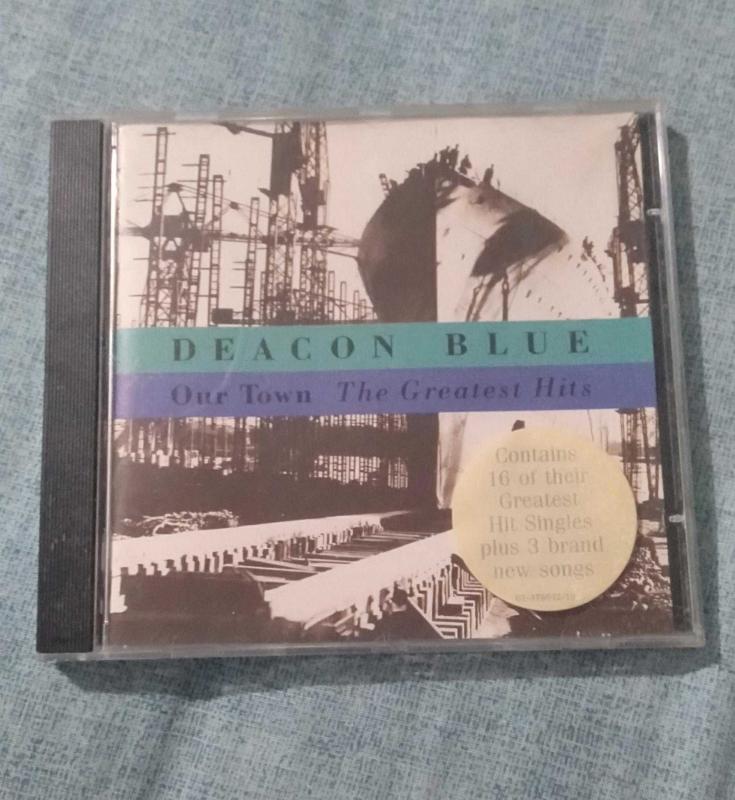 DEACON BLUE
Our Town The Greatest Hits
Contains
16 of their
Greatest
Hit Singles
plus 3 brand
new songs